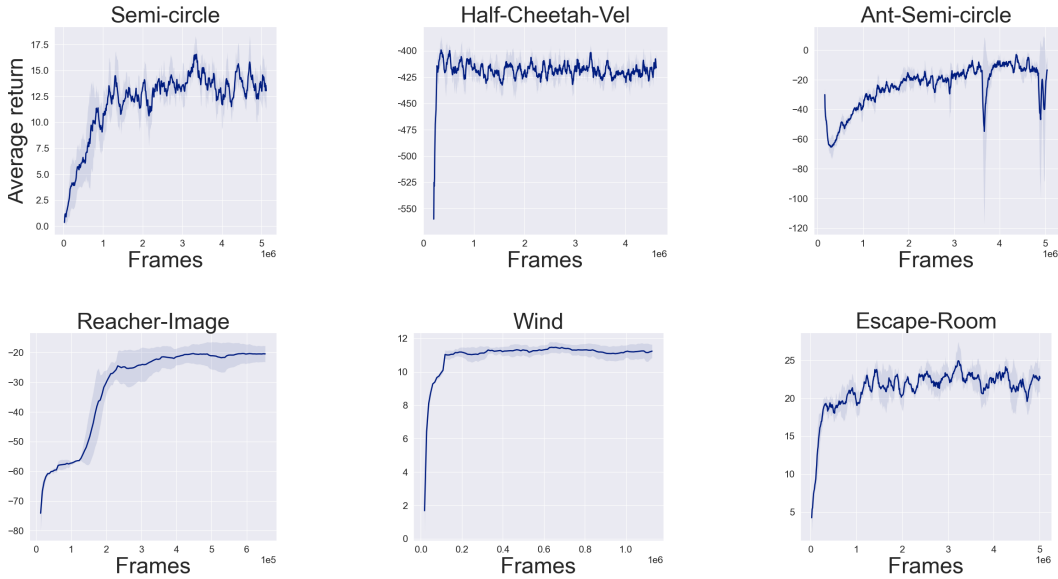 Semi-circle
Half-Cheetah-Vel
Ant-Semi-circle
Average return
17.5
15.0
12.5
10.0
7.5
5.0
2.5
0.0
0 1 2 3 4 5
1e6
Frames
−400
−425
−450
−475
−500
−525
−550
0 1 2 3 4
1e6
Frames
0
−20
−40
−60
−80
−100
−120
0 1 2 3 4 5
1e6
Frames
Reacher-Image
Wind
Escape-Room
−20
−30
−40
−50
−60
−70
−80
0 1 2 3 4 5 6
1e5
Frames
12
10
8
6
4
2
0
0.0 0.2 0.4 0.6 0.8 1.0
1e6
Frames
25
20
15
10
5
0 1 2 3 4 5
1e6
Frames